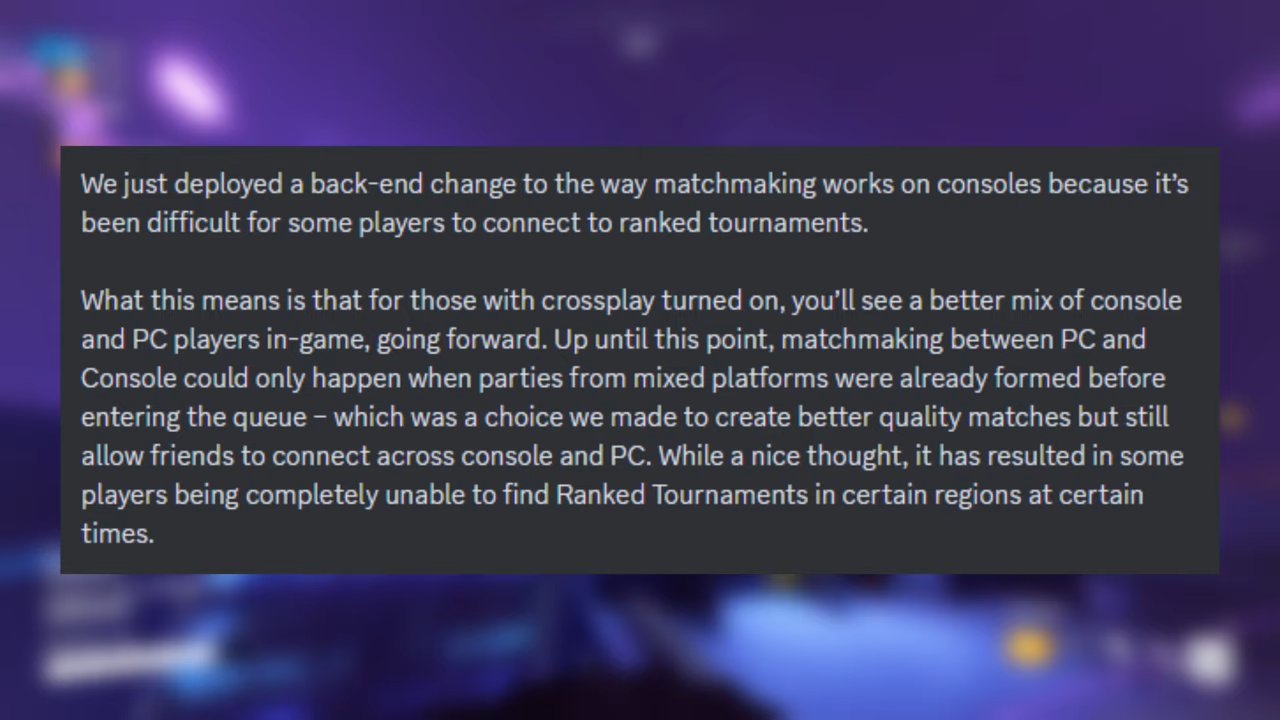 We just deployed a back-end change to the way matchmaking works on consoles because it’s
been difficult for some players to connect to ranked tournaments.
What this means is that for those with crossplay turned on, you’ll see a better mix of console
and PC players in-game, going forward. Up until this point, matchmaking between PC and
Console could only happen when parties from mixed platforms were already formed before
entering the queue – which was a choice we made to create better quality matches but still
allow friends to connect across console and PC. While a nice thought, it has resulted in some
players being completely unable to find Ranked Tournaments in certain regions at certain
times.